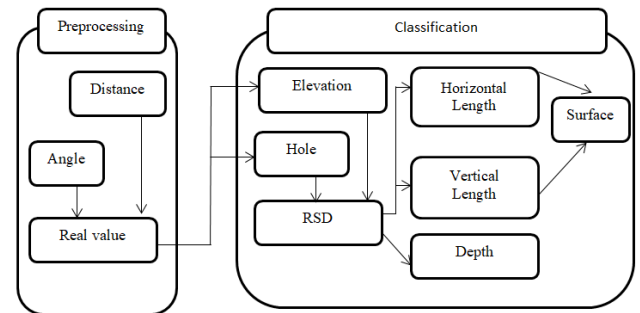 Preprocessing
Classification
Distance
Angle
Real value
Elevation
Hole
RSD
Horizontal
Length
Vertical
Length
Depth
Surface